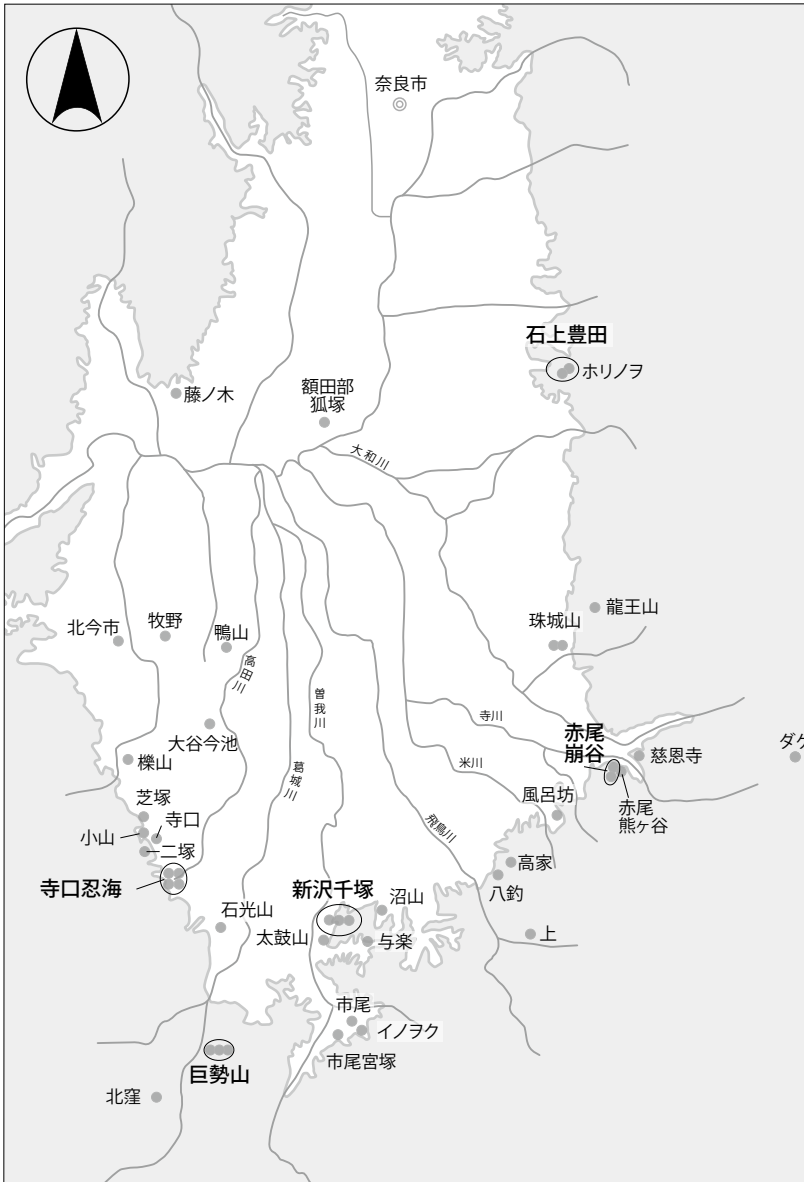 奈良市
石上豊田
ホリノヲ
藤ノ木
額田部
狐塚
大和川
龍王山
珠城山
北今市
牧野
鴨山
高田川
曽我川
寺川
大谷今池
葛城川
米川
赤尾
崩谷
慈恩寺
ダケ
櫟山
芝塚
寺口
小山
二塚
風呂坊
赤尾
熊ヶ谷
飛鳥川
高家
八釣
寺口忍海
新沢千塚
沼山
石光山
太鼓山
与楽
上
市尾
イノヲク
市尾宮塚
巨勢山
北窪